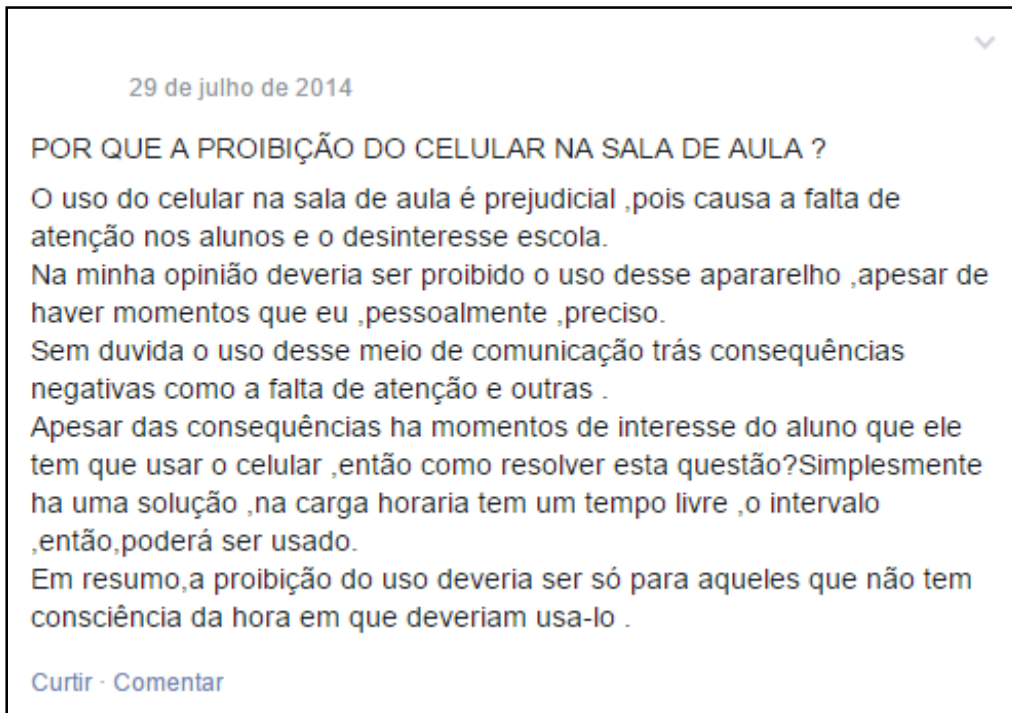 29 de julho de 2014
POR QUE A PROIBIÇÃO DO CELULAR NA SALA DE AULA ?
O uso do celular na sala de aula é prejudicial ,pois causa a falta de
atenção nos alunos e o desinteresse escola.
Na minha opinião deveria ser proibido o uso desse apararelho ,apesar de
haver momentos que eu ,pessoalmente ,preciso.
Sem duvida o uso desse meio de comunicação trás consequências
negativas como a falta de atenção e outras .
Apesar das consequências ha momentos de interesse do aluno que ele
tem que usar o celular ,então como resolver esta questão?Simplesmente
ha uma solução ,na carga horaria tem um tempo livre ,o intervalo
,então,poderá ser usado.
Em resumo,a proibição do uso deveria ser só para aqueles que não tem
consciência da hora em que deveriam usa-lo .
Curtir · Comentar